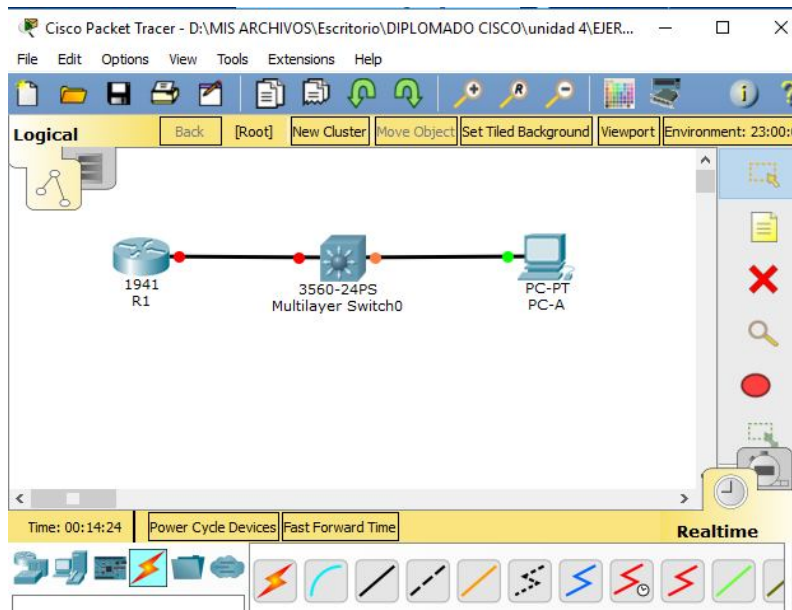 Cisco Packet Tracer - D:\MIS ARCHIVOS\Escritorio\DIPLOMADO CISCO\unidad 4\EJER...
File Edit Options View Tools Extensions Help
Logical Back [Root] New Cluster Move Object Set Tiled Background Viewport Environment: 23:00:
1941
R1
3560-24PS
Multilayer Switch0
PC-PT
PC-A
Time: 00:14:24 Power Cycle Devices Fast Forward Time Realtime